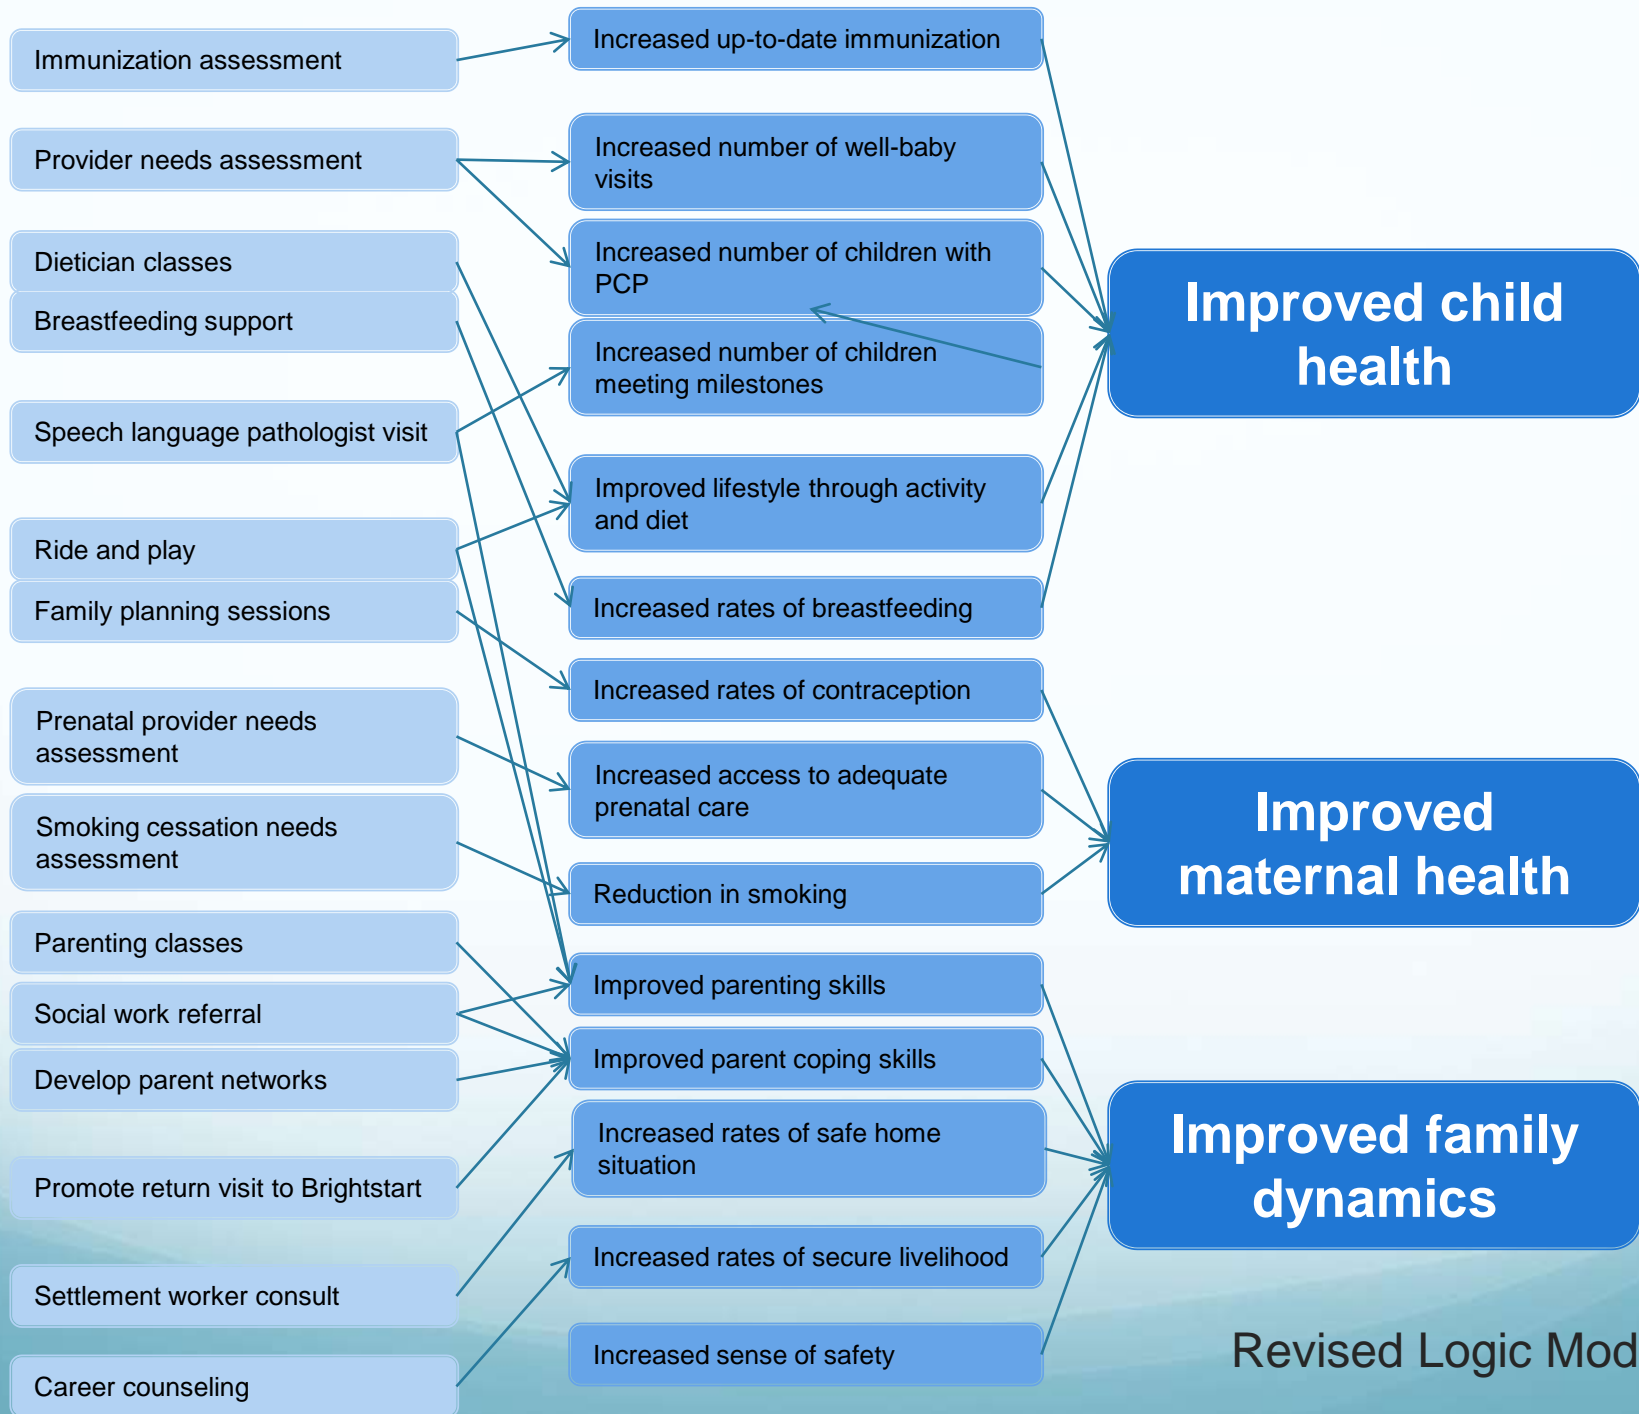 Immunization assessment
Provider needs assessment
Dietician classes
Breastfeeding support
Speech language pathologist visit
Ride and play
Family planning sessions
Prenatal provider needs
assessment
Smoking cessation needs
assessment
Parenting classes
Social work referral
Develop parent networks
Promote return visit to Brightstart
Settlement worker consult
Career counseling
Increased up-to-date immunization
Increased number of well-baby
visits
Increased number of children with
PCP
Increased number of children
meeting milestones
Improved lifestyle through activity
and diet
Increased rates of breastfeeding
Increased rates of contraception
Increased access to adequate
prenatal care
Reduction in smoking
Improved parenting skills
Improved parent coping skills
Increased rates of safe home
situation
Increased rates of secure livelihood
Increased sense of safety
Improved child
health
Improved
maternal health
Improved family
dynamics
Revised Logic Mod